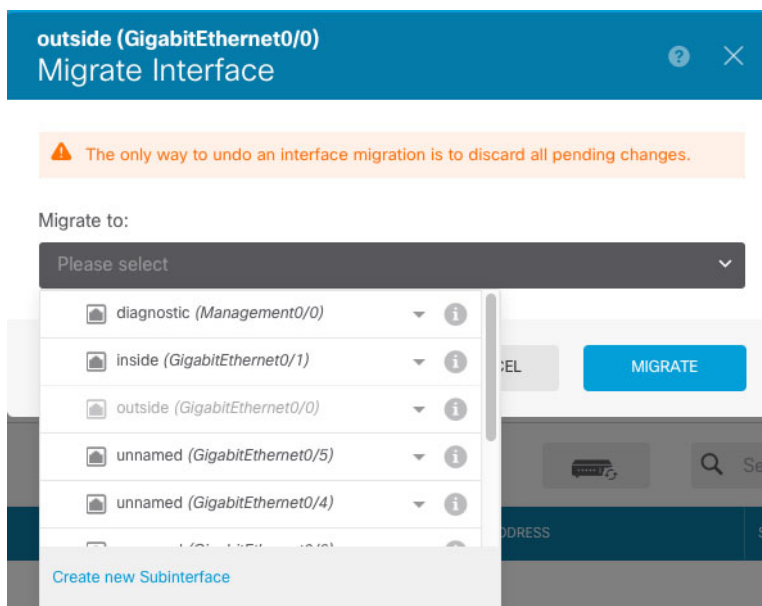 outside (GigabitEthernet0/0)
Migrate Interface
The only way to undo an interface migration is to discard all pending changes.
Migrate to:
Please select
diagnostic (Management0/0)
inside (GigabitEthernet0/1)
outside (GigabitEthernet0/0)
unnamed (GigabitEthernet0/5)
unnamed (GigabitEthernet0/4)
Create new Subinterface
MIGRATE